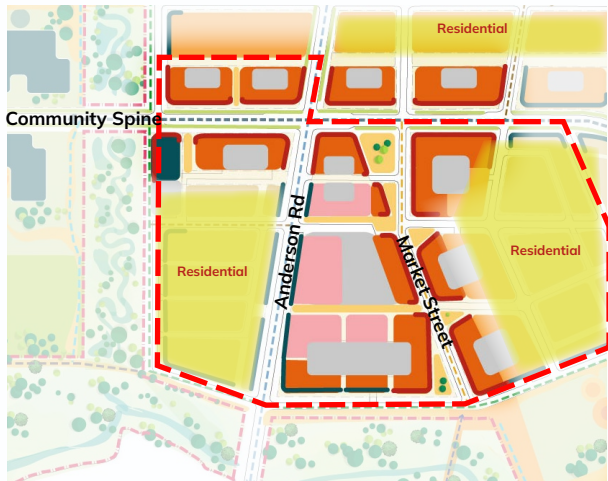 Residential
Community Spine
Anderson Rd
Market Street
Residential
Residential